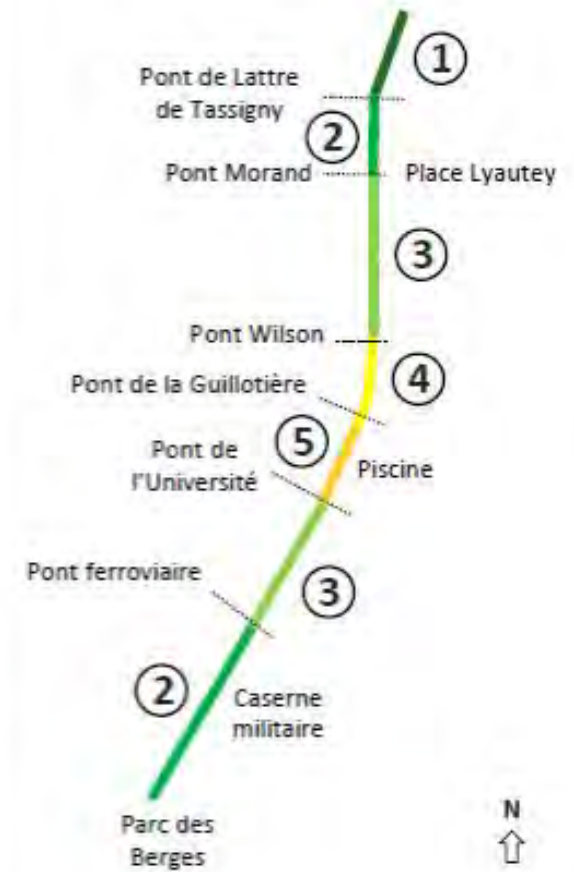 1
Pont de Lattre
de Tassigny
2
Pont Morand
Place Lyautey
3
Pont Wilson
4
Pont de la Guillotière
5
Pont de
l'Université
Piscine
Pont ferroviaire
3
2
Caserne
militaire
Parc des
Berges
N